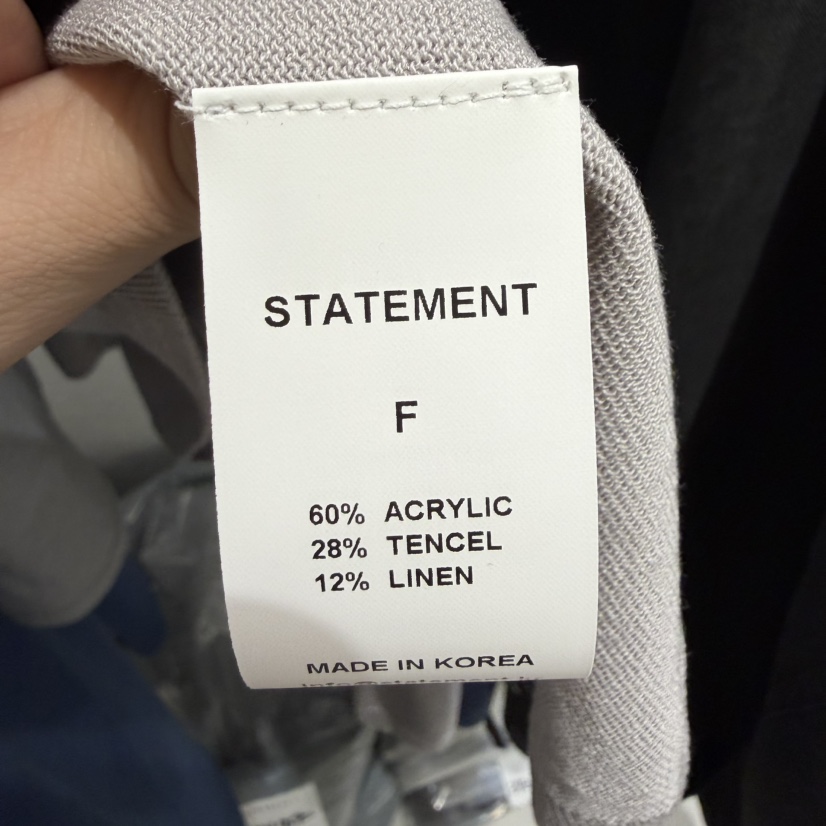 STATEMENT
F
60% ACRYLIC
28% TENCEL
12% LINEN
MADE IN KOREA